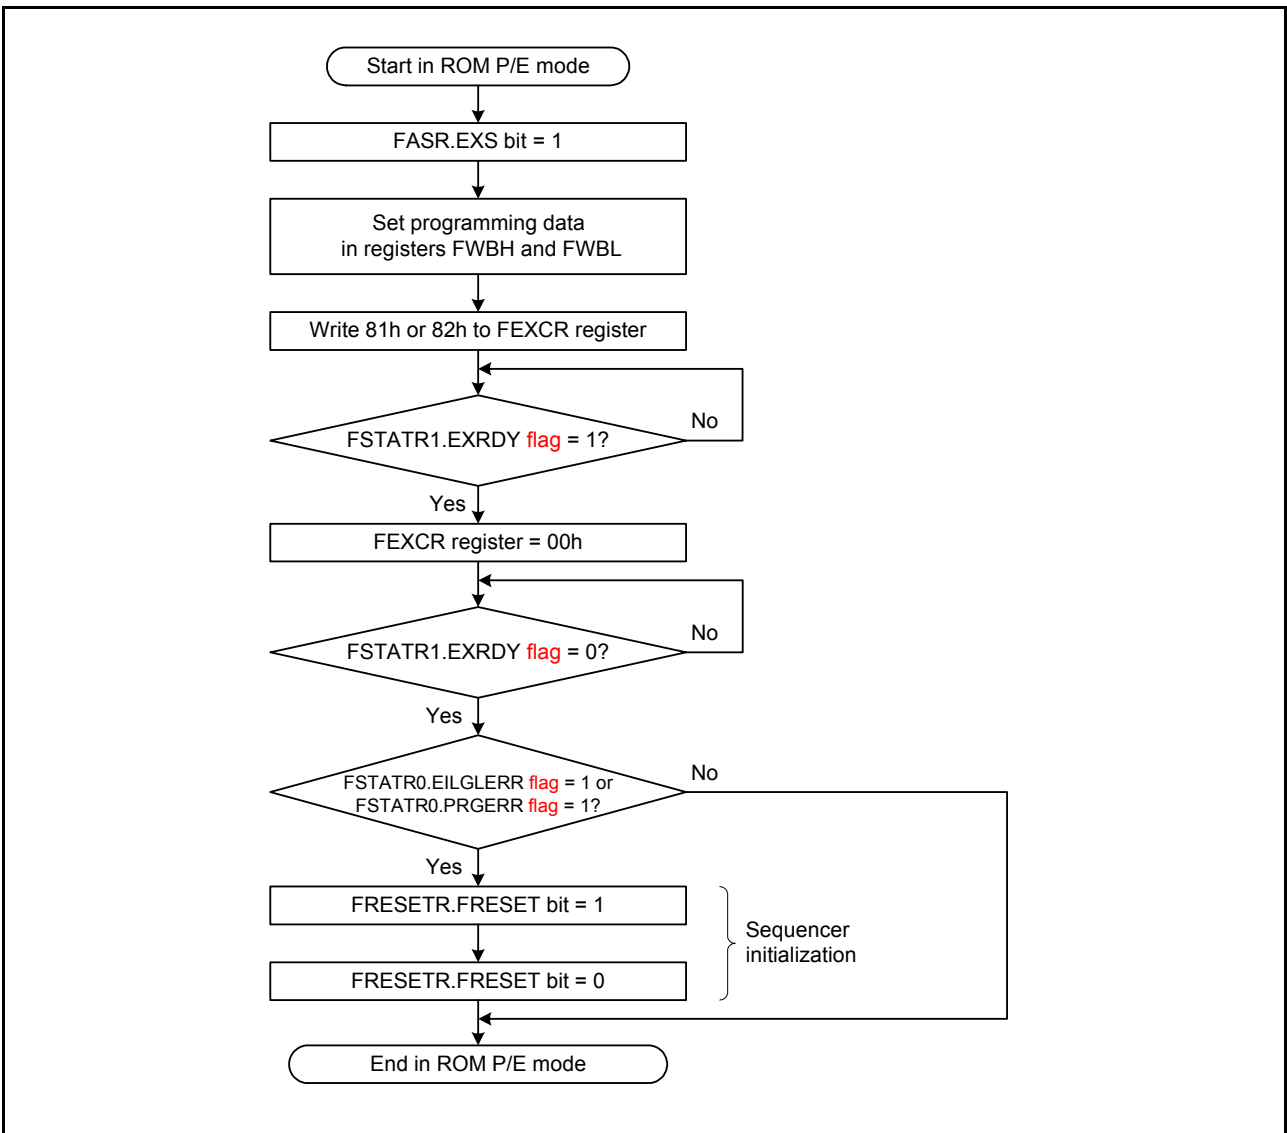 Start in ROM P/E mode
FASR.EXS bit = 1
Set programming data
in registers FWBH and FWBL
Write 81h or 82h to FEXCR register
FSTATR1.EXRDY flag = 1?
No
Yes
FEXCR register = 00h
FSTATR1.EXRDY flag = 0?
No
Yes
FSTATR0.EILGLERR flag = 1 or
FSTATR0.PRGERR flag = 1?
No
Yes
FRESETR.FRESET bit = 1
Sequencer
initialization
FRESETR.FRESET bit = 0
End in ROM P/E mode